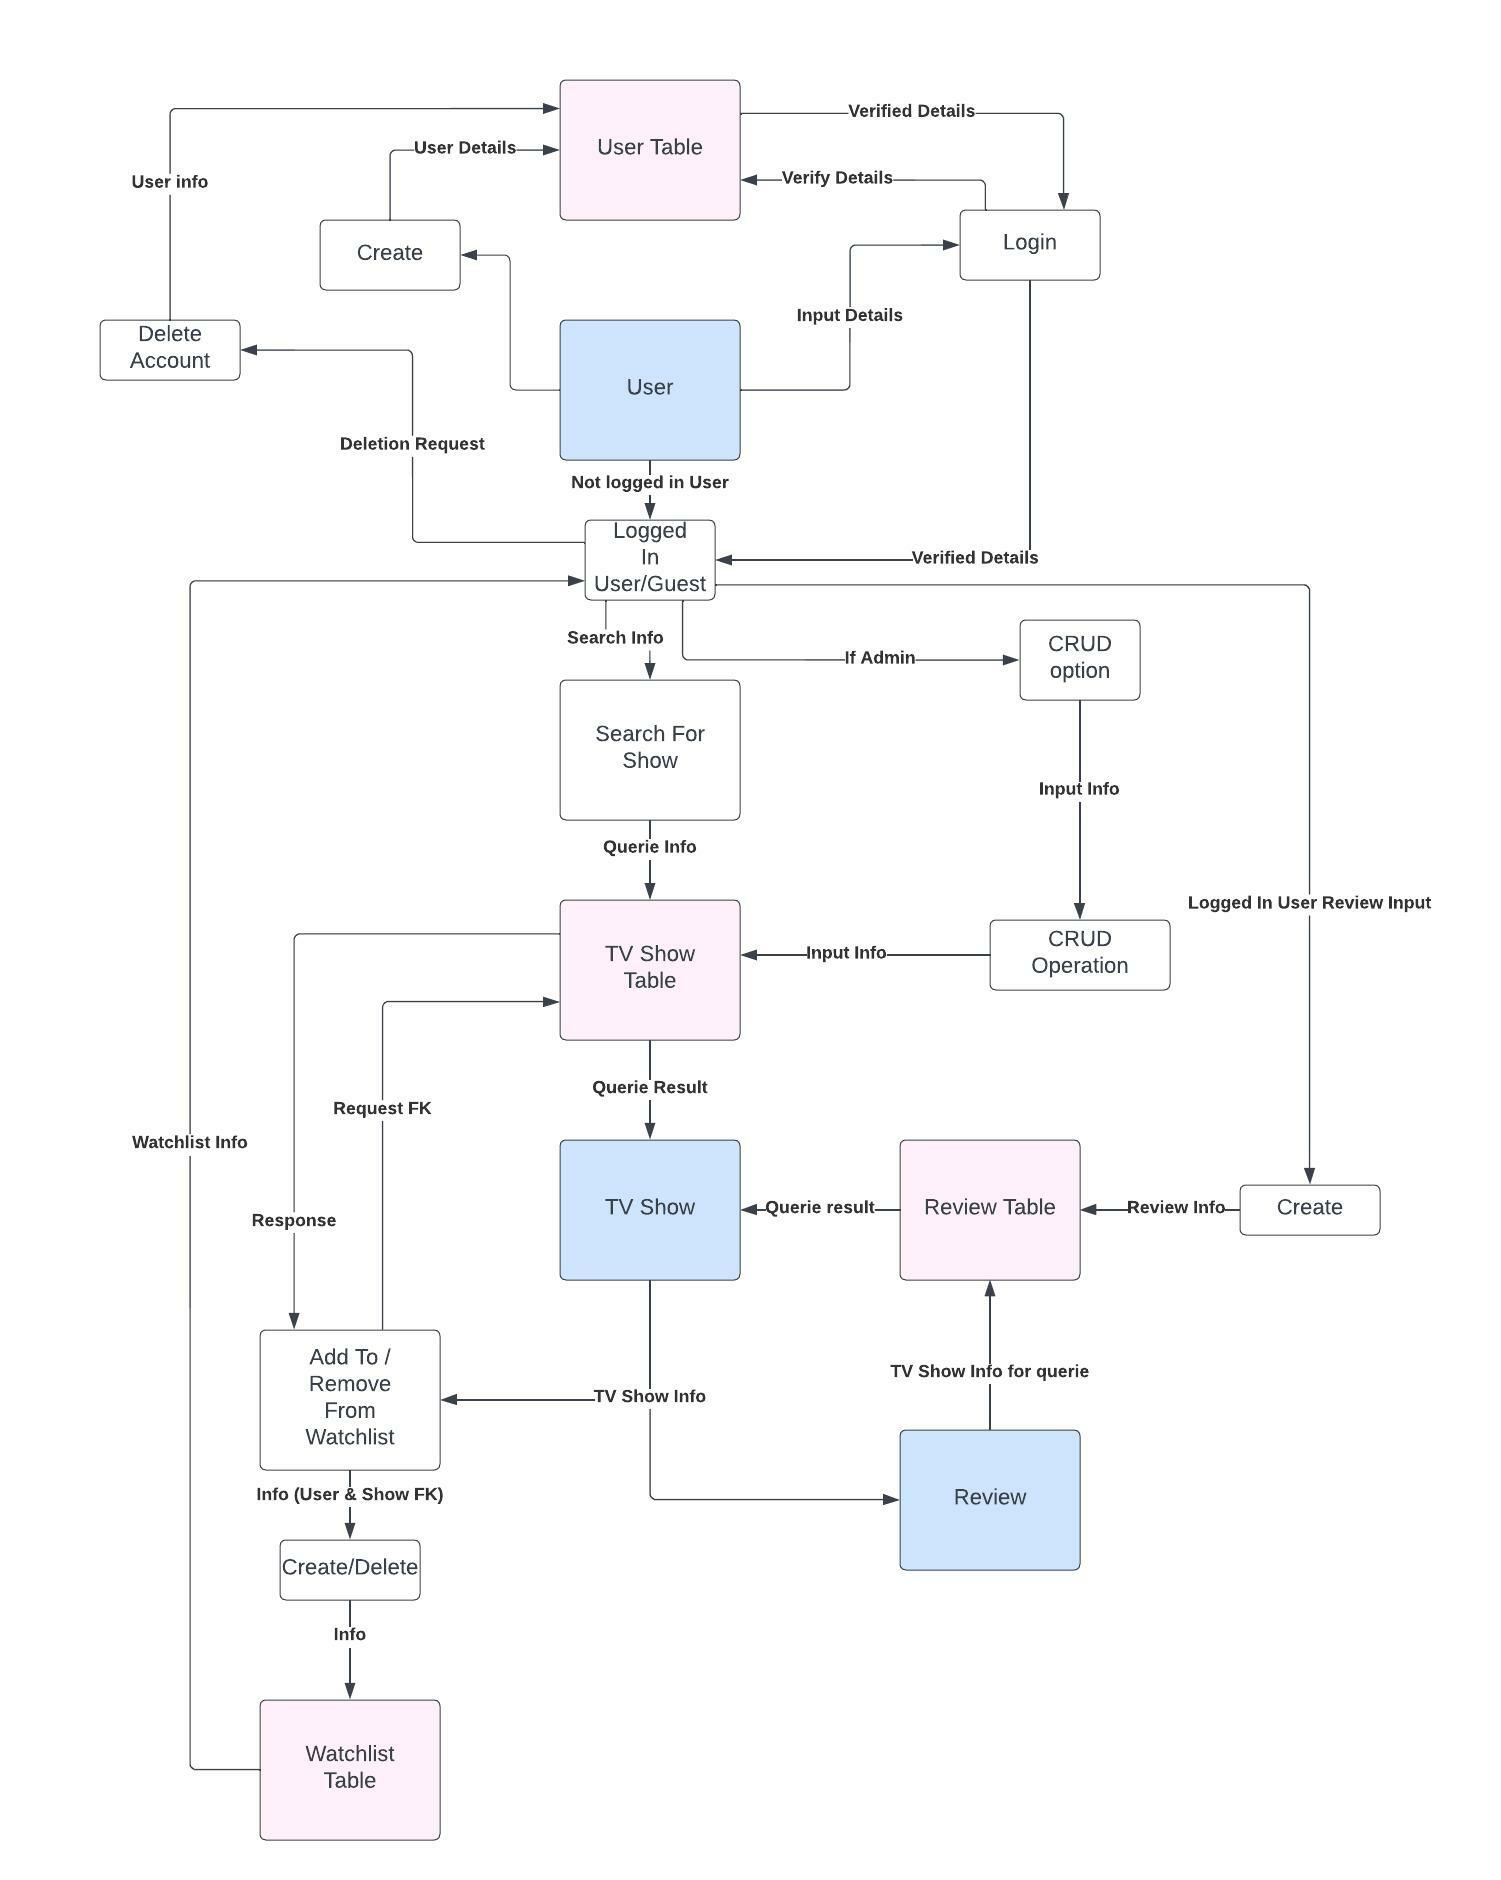 User Table
Verified Details
User Details
Verify Details
User info
Create
Login
Input Details
Delete
Account
User
Deletion Request
Not logged in User
Logged
In
User/Guest
Verified Details
Search Info
If Admin
CRUD
option
Search For
Show
Input Info
Querie Info
Logged In User Review Input
TV Show
Table
Input Info
CRUD
Operation
Querie Result
Request FK
Watchlist Info
Response
TV Show
Querie result
Review Table
Review Info
Create
Add To /
Remove
From
Watchlist
TV Show Info
TV Show Info for querie
Info (User & Show FK)
Review
Create/Delete
Info
Watchlist
Table